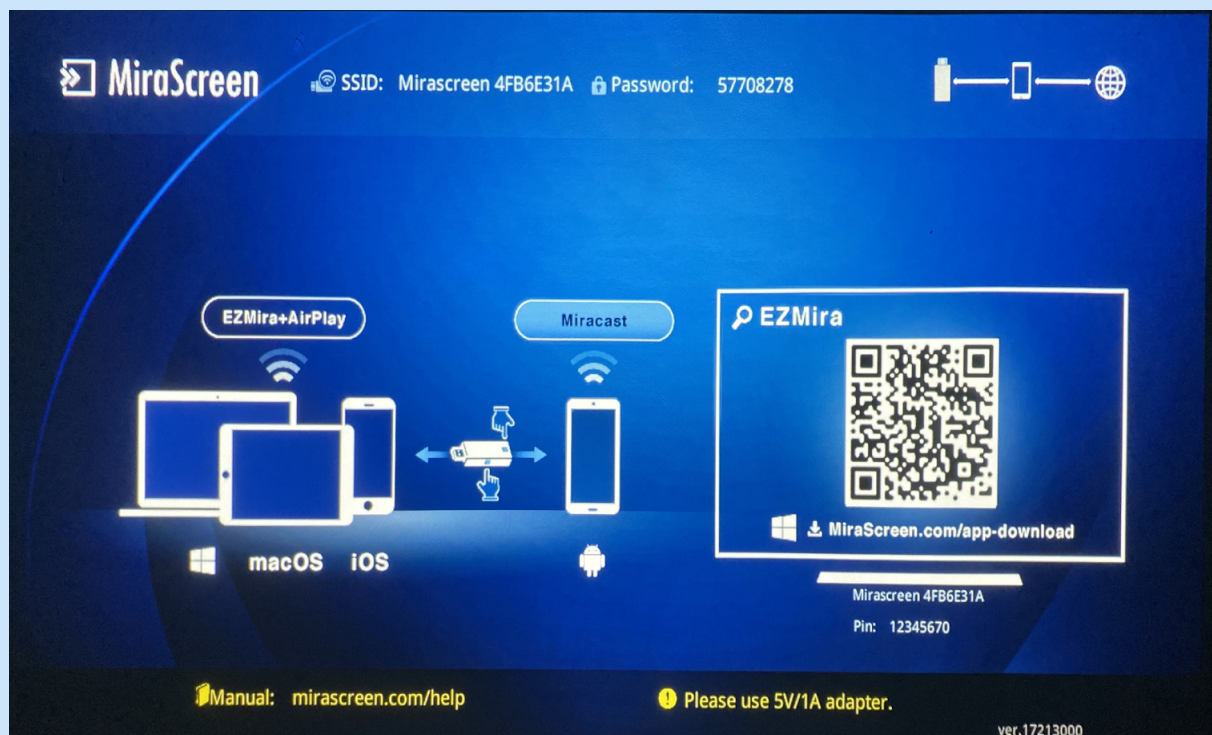 MiraScreen
SSID: Mirascreen 4FB6E31A Password: 57708278
EZMira+AirPlay
Miracast
EZMira
MiraScreen.com/app-download
macOS iOS
Mirascreen 4FB6E31A
Pin: 12345670
Manual: mirascreen.com/help
Please use 5V/1A adapter.
ver.17213000